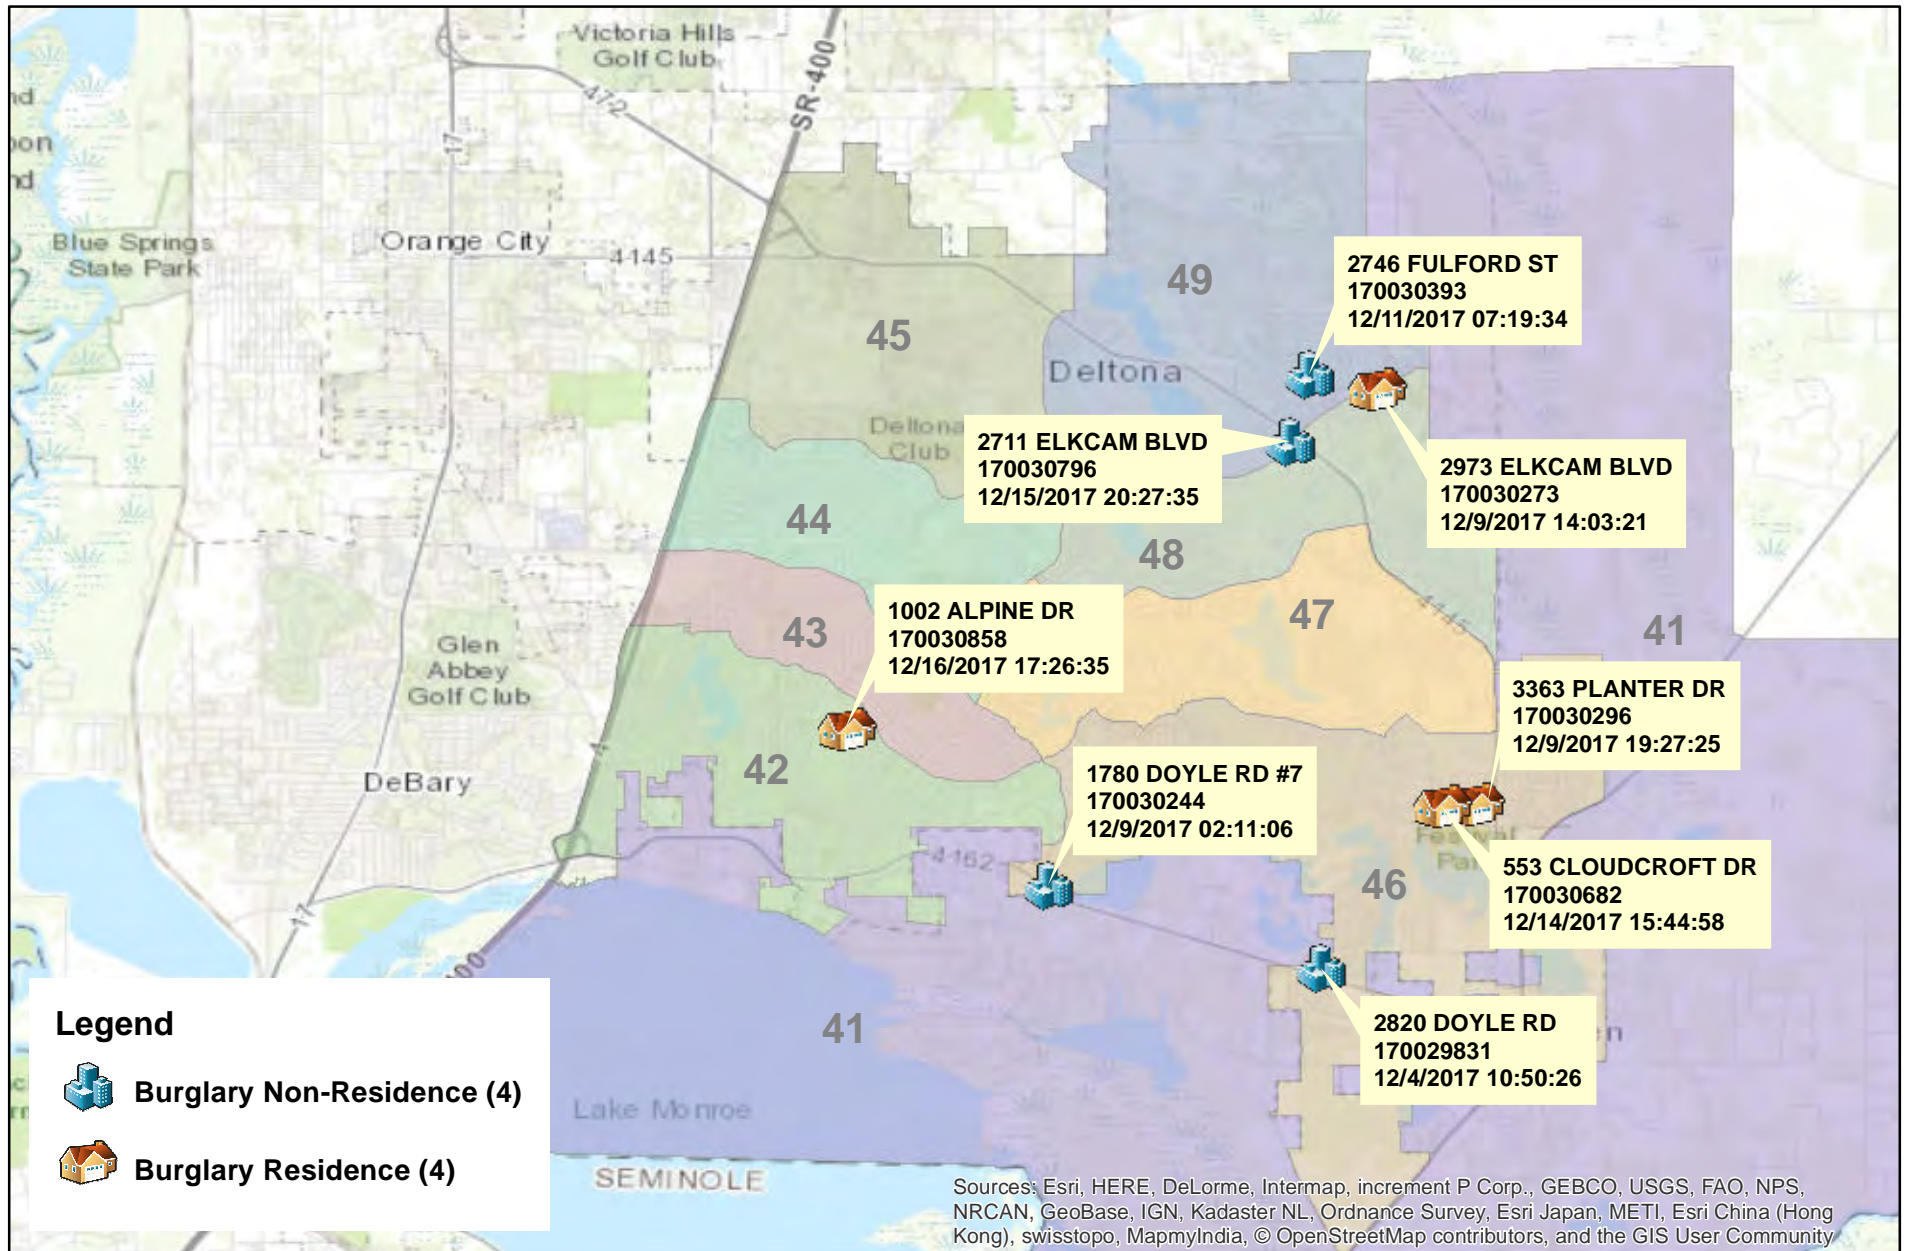 Victoria Hills
Golf Club
SR-400
472
17
Blue Springs
State Park
Orange City
4145
45
49
2746 FULFORD ST
170030393
12/11/2017 07:19:34
Deltona
Deltona
Club
2711 ELKCAM BLVD
170030796
12/15/2017 20:27:35
2973 ELKCAM BLVD
170030273
12/9/2017 14:03:21
44
48
47
4145
41
43
1002 ALPINE DR
170030858
12/16/2017 17:26:35
Glen
Abbey
Golf Club
3363 PLANTER DR
170030296
12/9/2017 19:27:25
42
DeBary
1780 DOYLE RD #7
170030244
12/9/2017 02:11:06
4162
46
553 CLOUDCROFT DR
170030682
12/14/2017 15:44:58
17
2820 DOYLE RD
170029831
12/4/2017 10:50:26
41
Legend
Burglary Non-Residence (4)
Burglary Residence (4)
Lake Monroe
SEMINOLE
Sources: Esri, HERE, DeLorme, Intermap, increment P Corp., GEBCO, USGS, FAO, NPS,
NRCAN, GeoBase, IGN, Kadaster NL, Ordnance Survey, Esri Japan, METI, Esri China (Hong
Kong), swisstopo, MapmyIndia, © OpenStreetMap contributors, and the GIS User Community